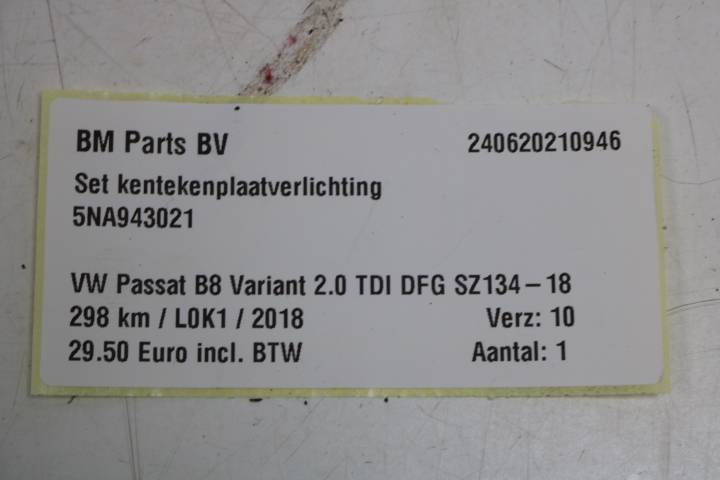 BM Parts BV 240620210946
Set kentekenplaatverlichting
5NA943021
VW Passat B8 Variant 2.0 TDI DFG SZ134-18
298 km / L0K1 / 2018 Verz: 10
29.50 Euro incl. BTW Aantal: 1